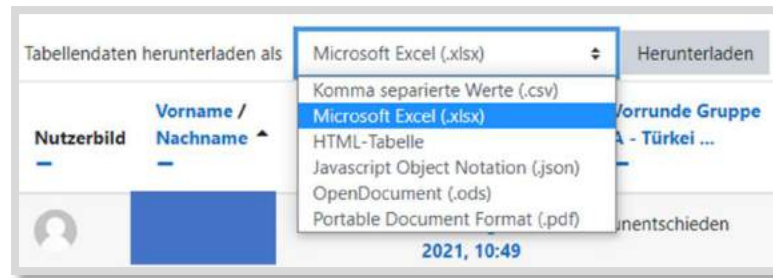 Tabellendaten herunterladen als Microsoft Excel (.xlsx) Herunterladen
Komma separierte Werte (.csv)
Microsoft Excel (.xlsx)
HTML-Tabelle
Javascript Object Notation (.json)
OpenDocument (.ods)
Portable Document Format (.pdf)
Nutzerbild
Vorname /
Nachname
Vorrunde Gruppe
A - Türkei ...
2021, 10:49
unentschieden